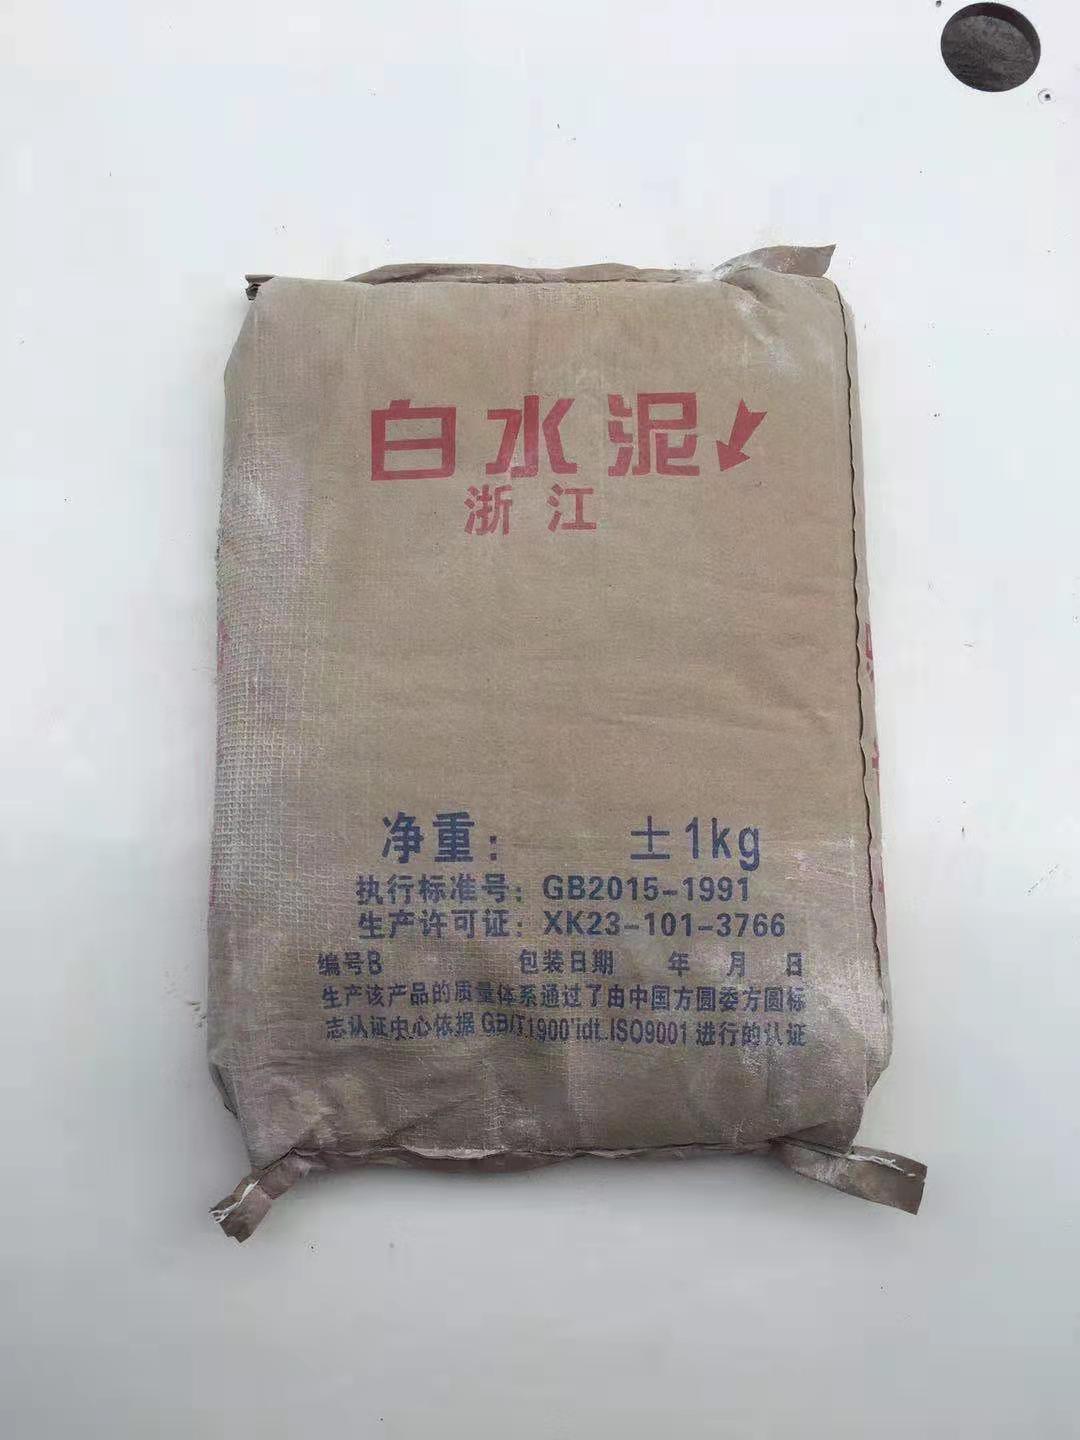 白水泥
浙江
净重： ±1kg
执行标准号：GB2015-1991
生产许可证：XK23-101-3766
编号B 包装日期 年 月 日
生产该产品的质量体系通过了由中国方圆委方圆标
志认证中心依据 GB/T1900"idt.ISO9001 进行的认证